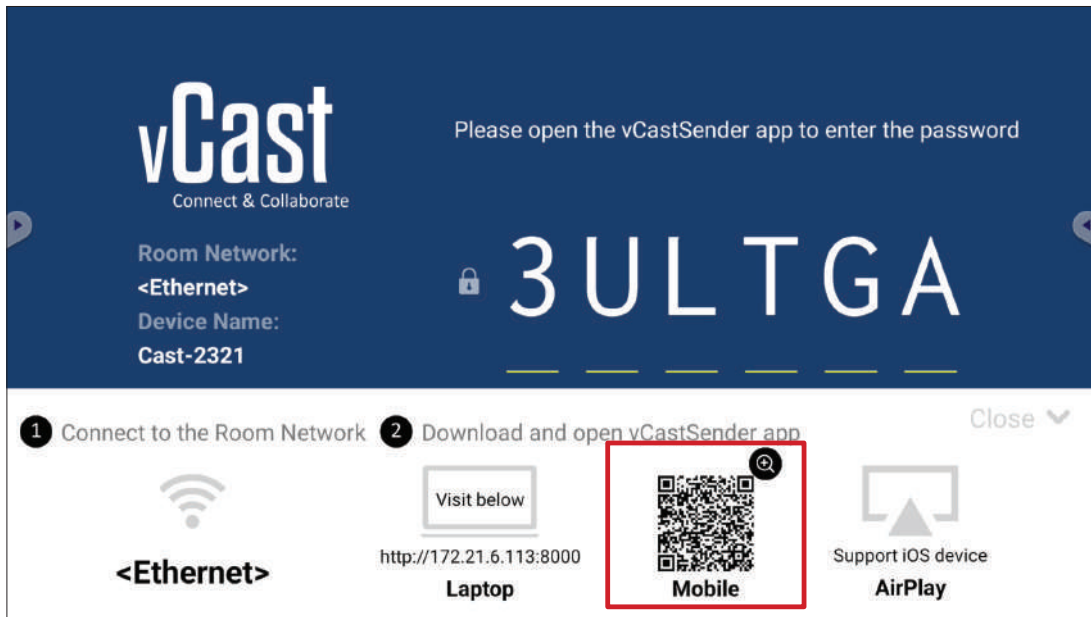 vCast
Connect & Collaborate
Please open the vCastSender app to enter the password
Room Network:
<Ethernet>
Device Name:
Cast-2321
3ULTGA
1 Connect to the Room Network
2 Download and open vCastSender app
Close
<Ethernet>
Visit below
http://172.21.6.113:8000
Laptop
Mobile
Support iOS device
AirPlay